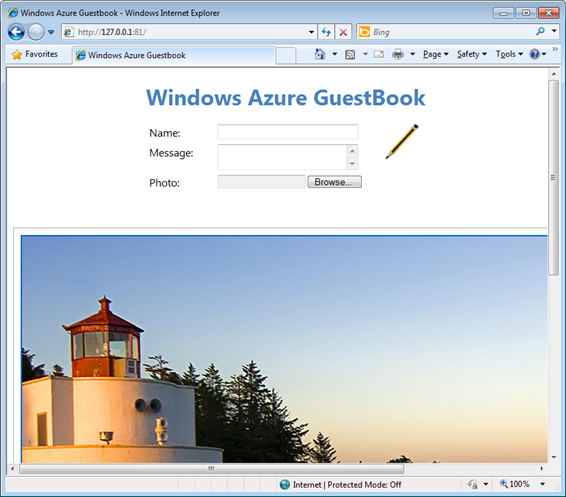 Windows Azure Guestbook - Windows Internet Explorer
http://127.0.0.1:81/
Bing
Favorites
Windows Azure Guestbook
Page
Safety
Tools
Windows Azure GuestBook
Name:
Message:
Photo:
Browse...
Internet | Protected Mode: Off
100%